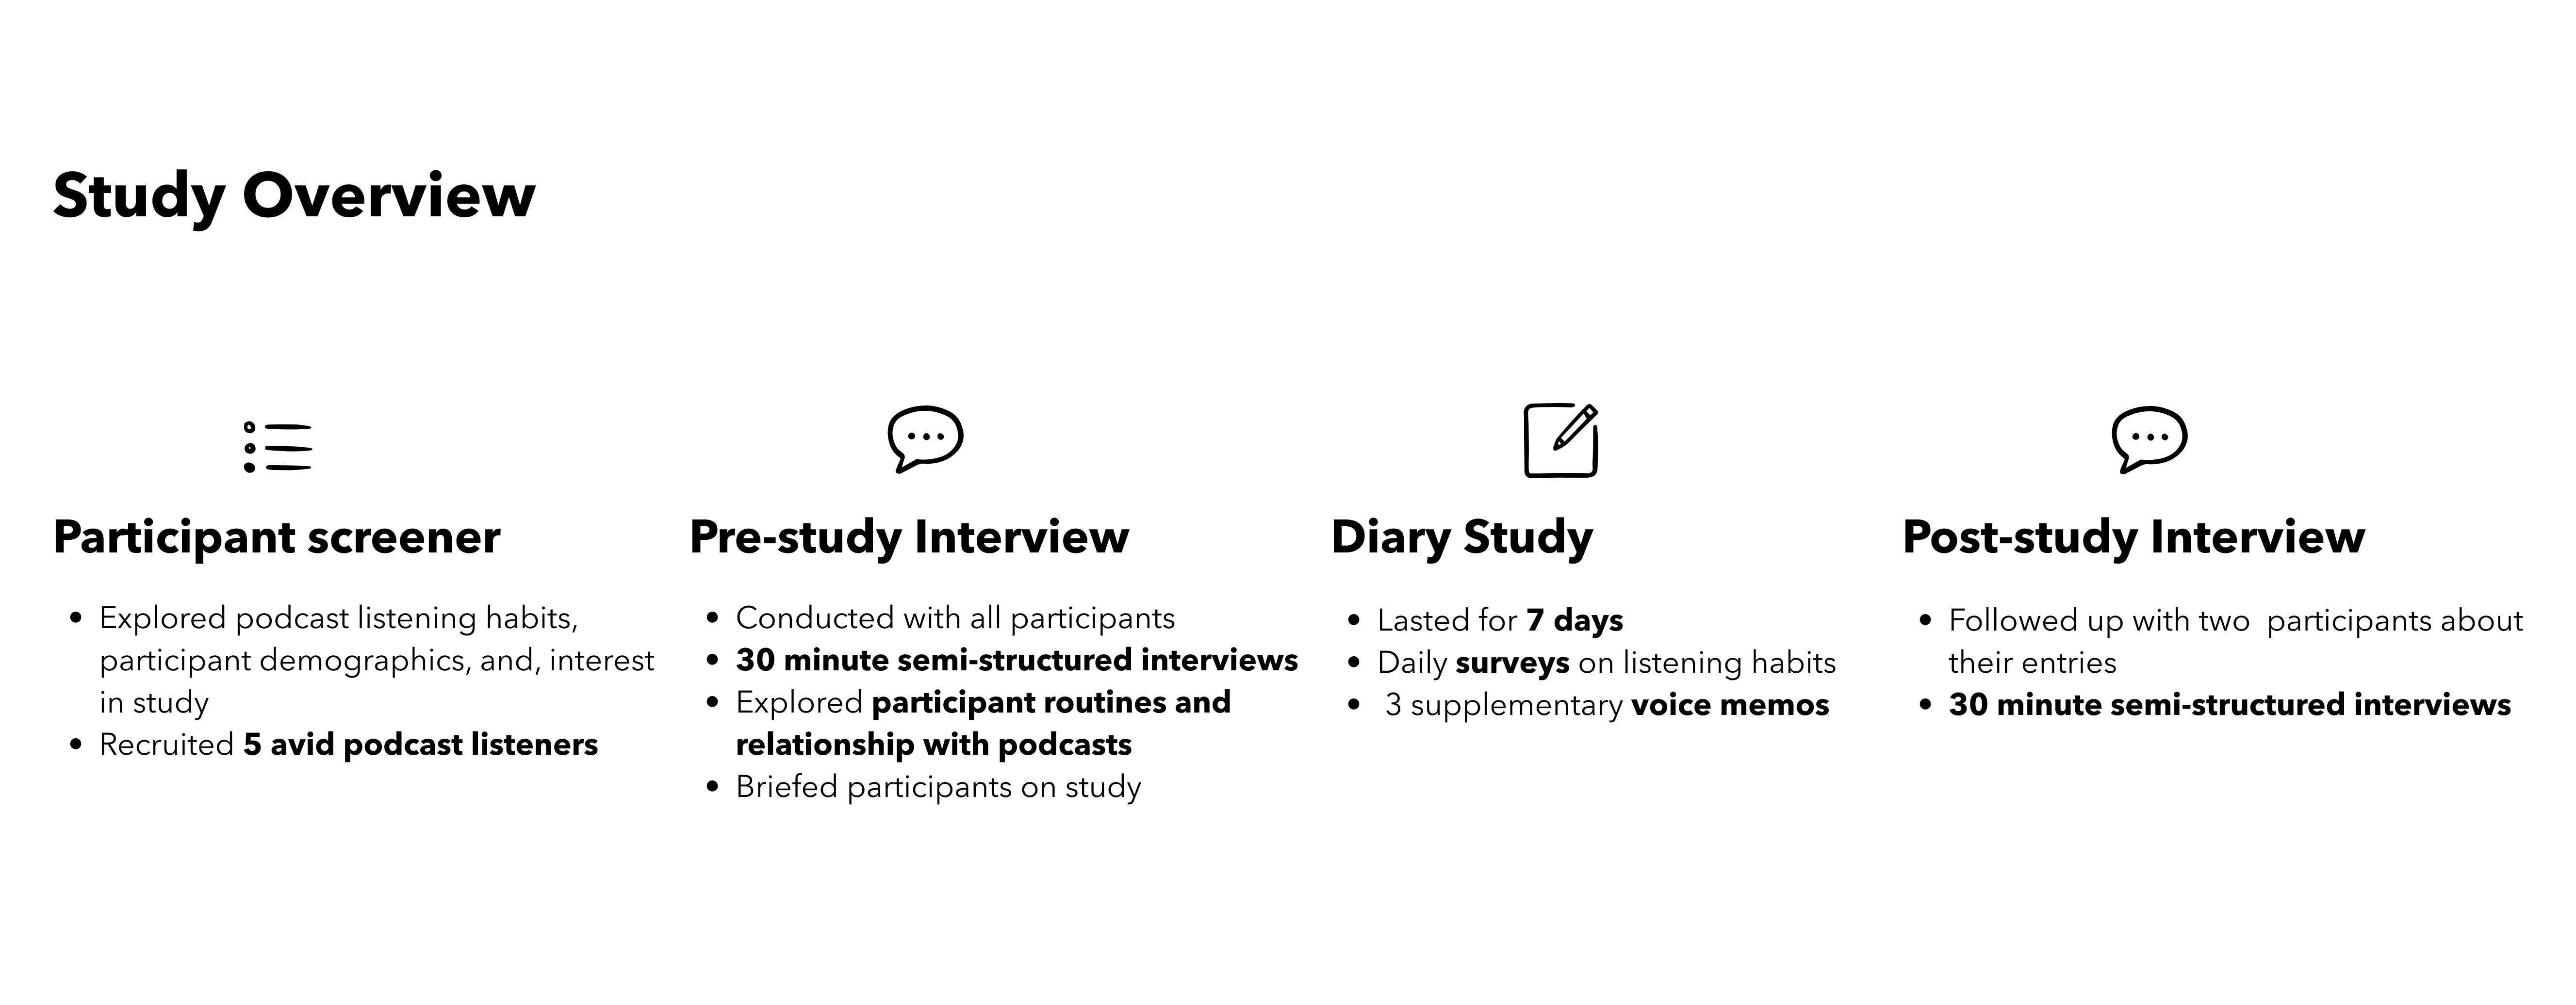 Study Overview
Participant screener
• Explored podcast listening habits,
participant demographics, and, interest
in study
• Recruited 5 avid podcast listeners
Pre-study Interview
• Conducted with all participants
• 30 minute semi-structured interviews
• Explored participant routines and
relationship with podcasts
• Briefed participants on study
Diary Study
• Lasted for 7 days
• Daily surveys on listening habits
• 3 supplementary voice memos
Post-study Interview
• Followed up with two  participants about
their entries
• 30 minute semi-structured interviews